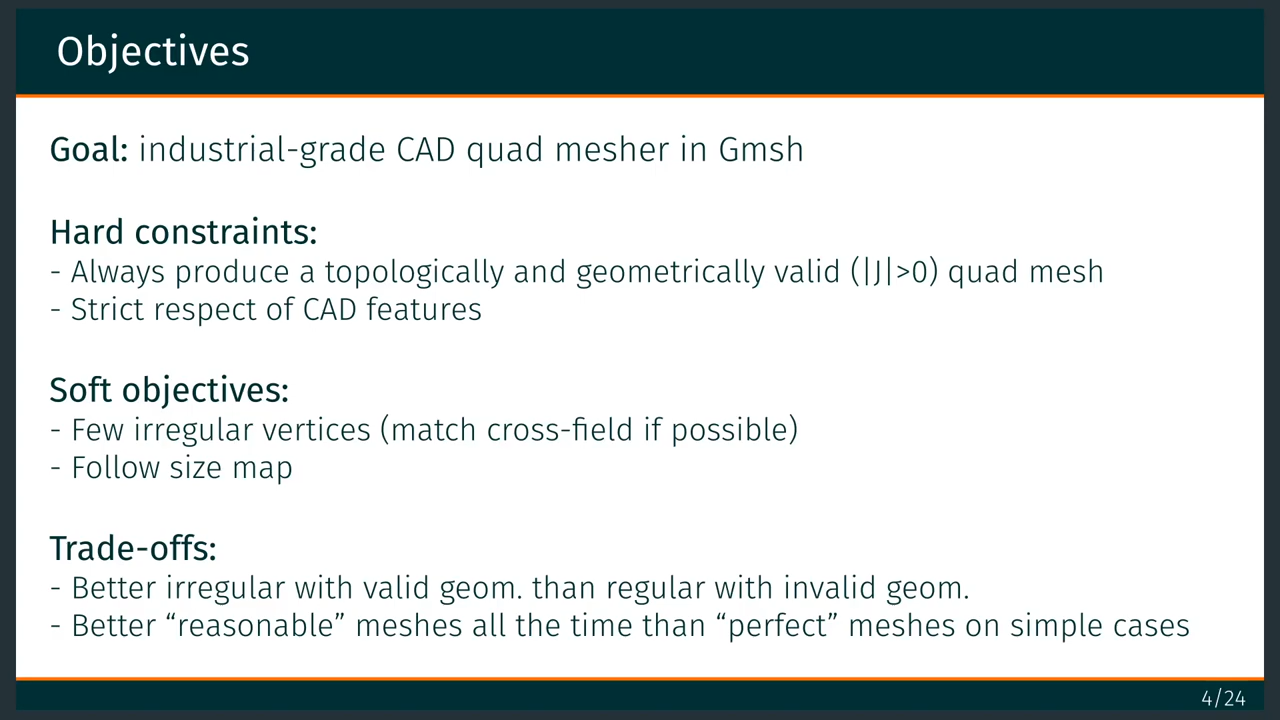 Objectives
Goal: industrial-grade CAD quad mesher in Gmsh
Hard constraints:
- Always produce a topologically and geometrically valid (|J|>0) quad mesh
- Strict respect of CAD features
Soft objectives:
- Few irregular vertices (match cross-field if possible)
- Follow size map
Trade-offs:
- Better irregular with valid geom. than regular with invalid geom.
- Better “reasonable” meshes all the time than “perfect” meshes on simple cases
4/24